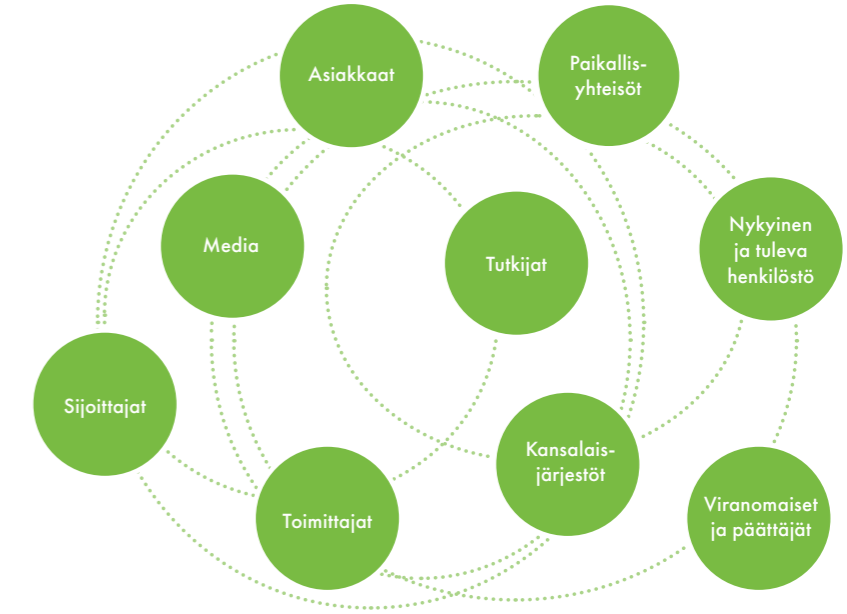 Asiakkaat
Paikallis-
yhteisöt
Media
Tutkijat
Nykyinen
ja tuleva
henkilöstö
Sijoittajat
Kansalais-
järjestöt
Toimittajat
Viranomaiset
ja päättäjät